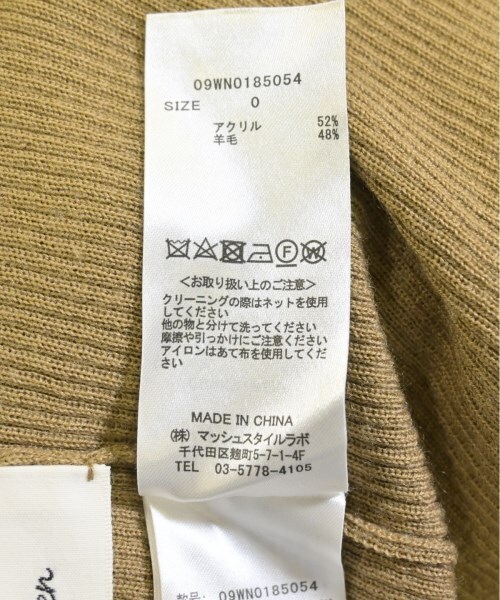 09WN0185054
SIZE 0
アクリル 52%
羊毛 48%
F W
<お取り扱い上のご注意>
クリーニングの際はネットを使用
してください
他の物と分けて洗ってください
摩擦や引っかけにご注意ください
アイロンはあて布を使用してくだ
さい
MADE IN CHINA
(株) マッシュスタイルラボ
千代田区麹町5-7-1-4F
TEL 03-5778-4105
款号: 09WN0185054
en